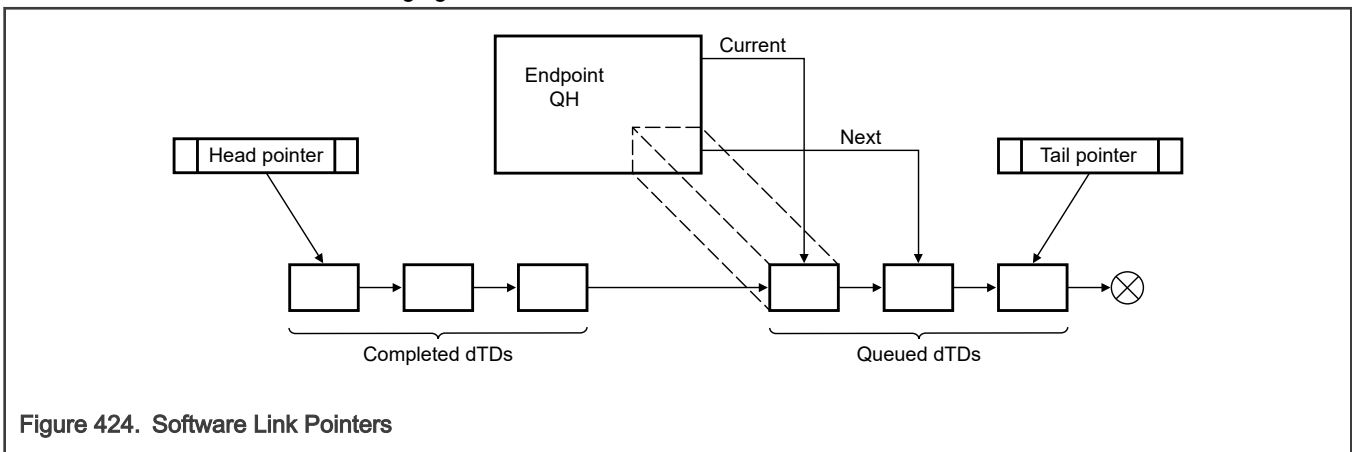 Current
Endpoint
QH
Next
Head pointer
Tail pointer
Completed dTDs
Queued dTDs
Figure 424. Software Link Pointers